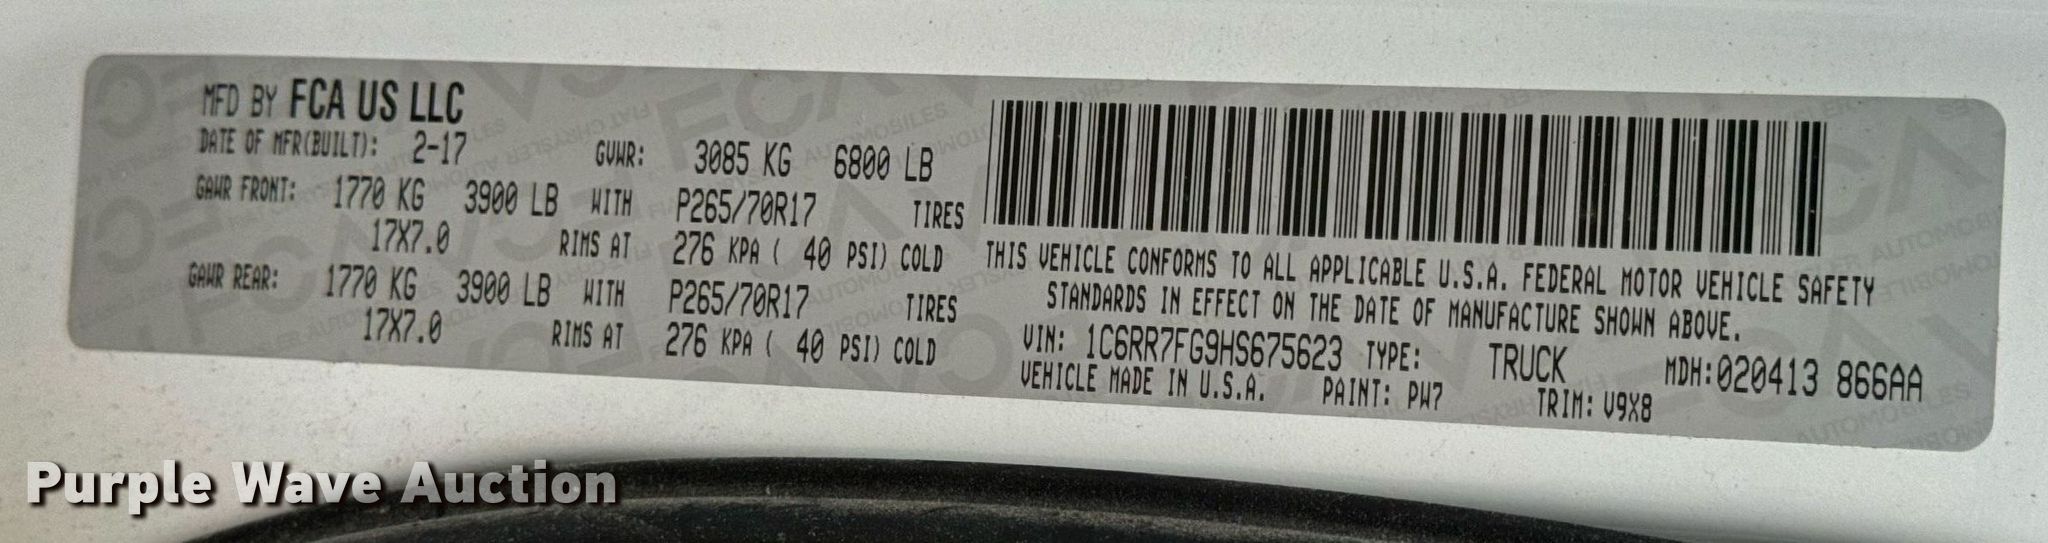 MFD BY FCA US LLC
DATE OF MFR(BUILT): 2-17 GVWR: 3085 KG 6800 LB
GAWR FRONT: 1770 KG 3900 LB WITH P265/70R17 TIRES
17X7.0 RIMS AT 276 KPA ( 40 PSI) COLD
GAWR REAR: 1770 KG 3900 LB WITH P265/70R17 TIRES
17X7.0 RIMS AT 276 KPA ( 40 PSI) COLD
THIS VEHICLE CONFORMS TO ALL APPLICABLE U.S.A. FEDERAL MOTOR VEHICLE SAFETY
STANDARDS IN EFFECT ON THE DATE OF MANUFACTURE SHOWN ABOVE.
VIN: 1C6RR7FG9HS675623 TYPE: TRUCK MDH:020413 866AA
VEHICLE MADE IN U.S.A. PAINT: PW7 TRIM: V9X8
Purple Wave Auction